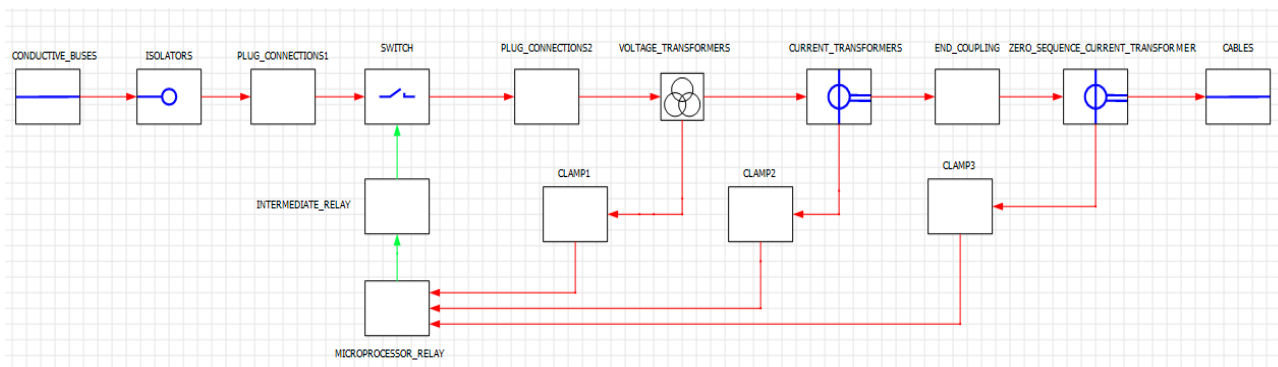 CONDUCTIVE_BUSES
ISOLATORS
PLUG_CONNECTIONS1
SWITCH
PLUG_CONNECTIONS2
VOLTAGE_TRANSFORMERS
CURRENT_TRANSFORMERS
END_COUPLING
ZERO_SEQUENCE_CURRENT_TRANSFORMER
CABLES
CLAMP1
CLAMP2
CLAMP3
INTERMEDIATE_RELAY
MICROPROCESSOR_RELAY